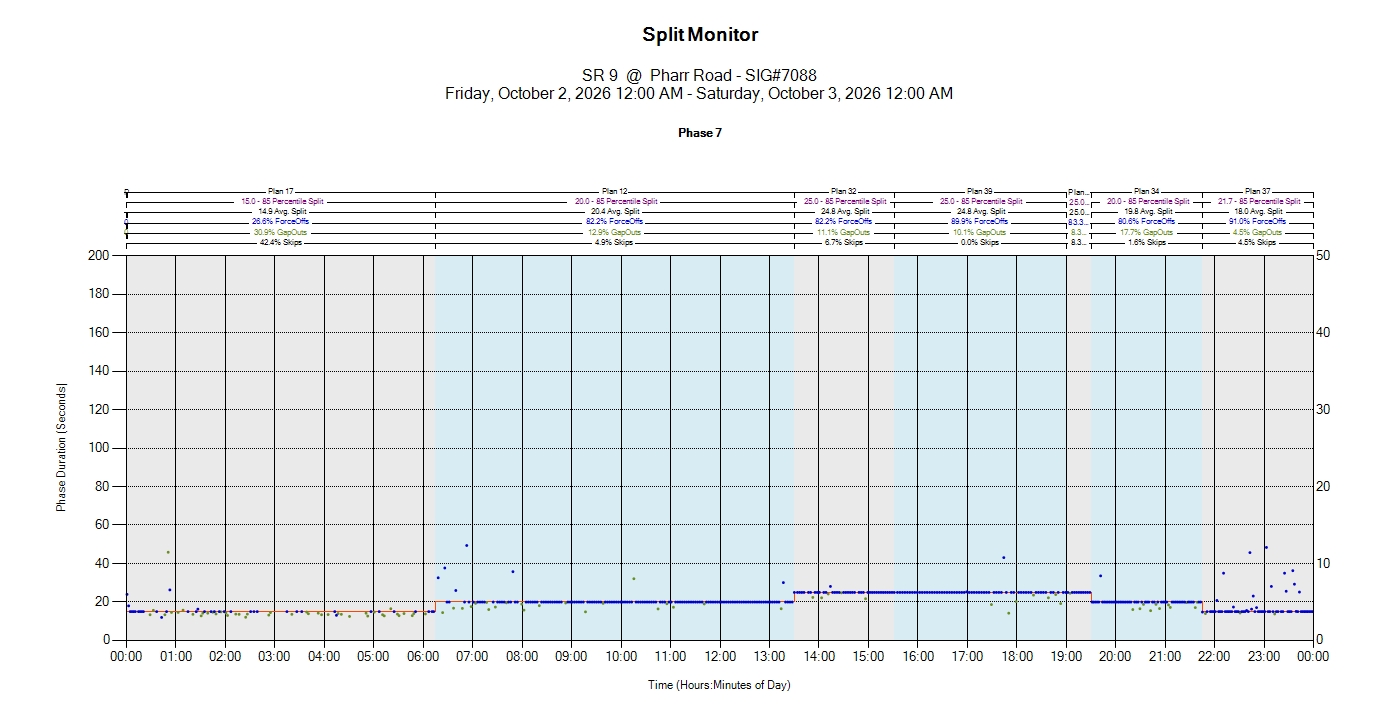 Split Monitor
SR 9 @ Pharr Road - SIG#7088
Friday, October 2, 2026 12:00 AM - Saturday, October 3, 2026 12:00 AM
Phase 7
Plan 17 Plan 12 Plan 32 Plan 39 Plan... Plan 34 Plan 37
15.0 - 85 Percentile Split 20.0 - 85 Percentile Split 25.0 - 85 Percentile Split 25.0 - 85 Percentile Split 25.0... 20.0 - 85 Percentile Split 21.7 - 85 Percentile Split
14.9 Avg. Split 20.4 Avg. Split 24.8 Avg. Split 24.8 Avg. Split 25.0... 19.8 Avg. Split 18.0 Avg. Split
26.6% ForceOffs 82.2% ForceOffs 82.2% ForceOffs 89.9% ForceOffs 83.3... 80.6% ForceOffs 91.0% ForceOffs
30.9% GapOuts 12.9% GapOuts 11.1% GapOuts 10.1% GapOuts 8.3... 17.7% GapOuts 4.5% GapOuts
42.4% Skips 4.9% Skips 6.7% Skips 0.0% Skips 8.3... 1.6% Skips 4.5% Skips
200 50
180
160 40
140
120 30
100
80 20
60
40 10
20
0 0
00:00 01:00 02:00 03:00 04:00 05:00 06:00 07:00 08:00 09:00 10:00 11:00 12:00 13:00 14:00 15:00 16:00 17:00 18:00 19:00 20:00 21:00 22:00 23:00 00:00
Phase Duration (Seconds)
Time (Hours:Minutes of Day)